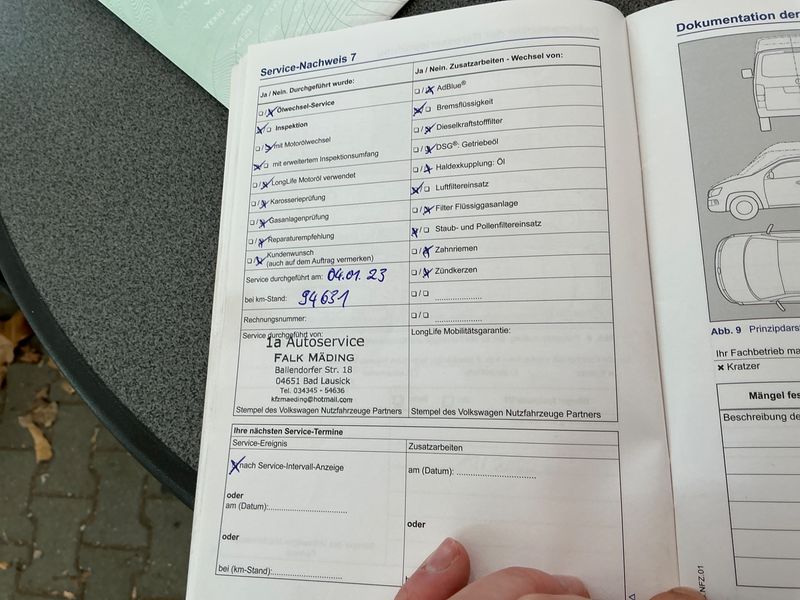 Service-Nachweis 7
Ja / Nein. Durchgeführt wurde:
☐/☒ Ölwechsel-Service
☒/☐ Inspektion
☐/☒ mit Motorölwechsel
☒/☐ mit erweitertem Inspektionsumfang
☐/☒ LongLife Motoröl verwendet
☐/☒ Karosserieprüfung
☐/☒ Gasanlagenprüfung
☐/☒ Reparaturempfehlung
☐/☒ Kundenwunsch
(auch auf dem Auftrag vermerken)
Service durchgeführt am: 04.01.23
bei km-Stand: 94631
Rechnungsnummer:
Service durchgeführt von:
1a Autoservice
FALK MÄDING
Ballendorfer Str. 18
04651 Bad Lausick
Tel. 034345 - 54636
kfzmaeding@hotmail.com
Stempel des Volkswagen Nutzfahrzeuge Partners
Ja / Nein. Zusatzarbeiten - Wechsel von:
☐/☒ AdBlue®
☒/☐ Bremsflüssigkeit
☐/☒ Dieselkraftstofffilter
☐/☒ DSG®: Getriebeöl
☐/☒ Haldexkupplung: Öl
☒/☐ Luftfiltereinsatz
☐/☒ Filter Flüssiggasanlage
☒/☐ Staub- und Pollenfiltereinsatz
☐/☒ Zahnriemen
☐/☒ Zündkerzen
☐/☐ ......................
☐/☐ ......................
LongLife Mobilitätsgarantie:
Stempel des Volkswagen Nutzfahrzeuge Partners
Ihre nächsten Service-Termine
Service-Ereignis
☒ nach Service-Intervall-Anzeige
oder
am (Datum):......................
oder
bei (km-Stand):......................
Zusatzarbeiten
am (Datum): ......................
oder
Dokumentation der
Abb. 9 Prinzipdars
Ihr Fachbetrieb ma
× Kratzer
Mängel fes
Beschreibung de
NFZ.01